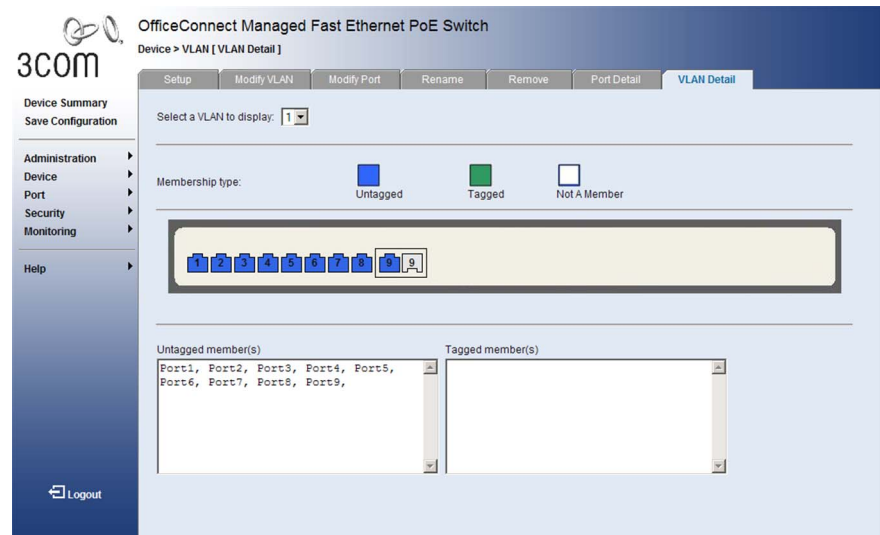 3COM
OfficeConnect Managed Fast Ethernet PoE Switch
Device > VLAN [ VLAN Detail ]
Setup Modify VLAN Modify Port Rename Remove Port Detail VLAN Detail
Device Summary
Save Configuration
Administration
Device
Port
Security
Monitoring
Help
Logout
Select a VLAN to display: 1
Membership type:
Untagged Tagged Not A Member
1 2 3 4 5 6 7 8 9 9
Untagged member(s)
Port1, Port2, Port3, Port4, Port5,
Port6, Port7, Port8, Port9,
Tagged member(s)